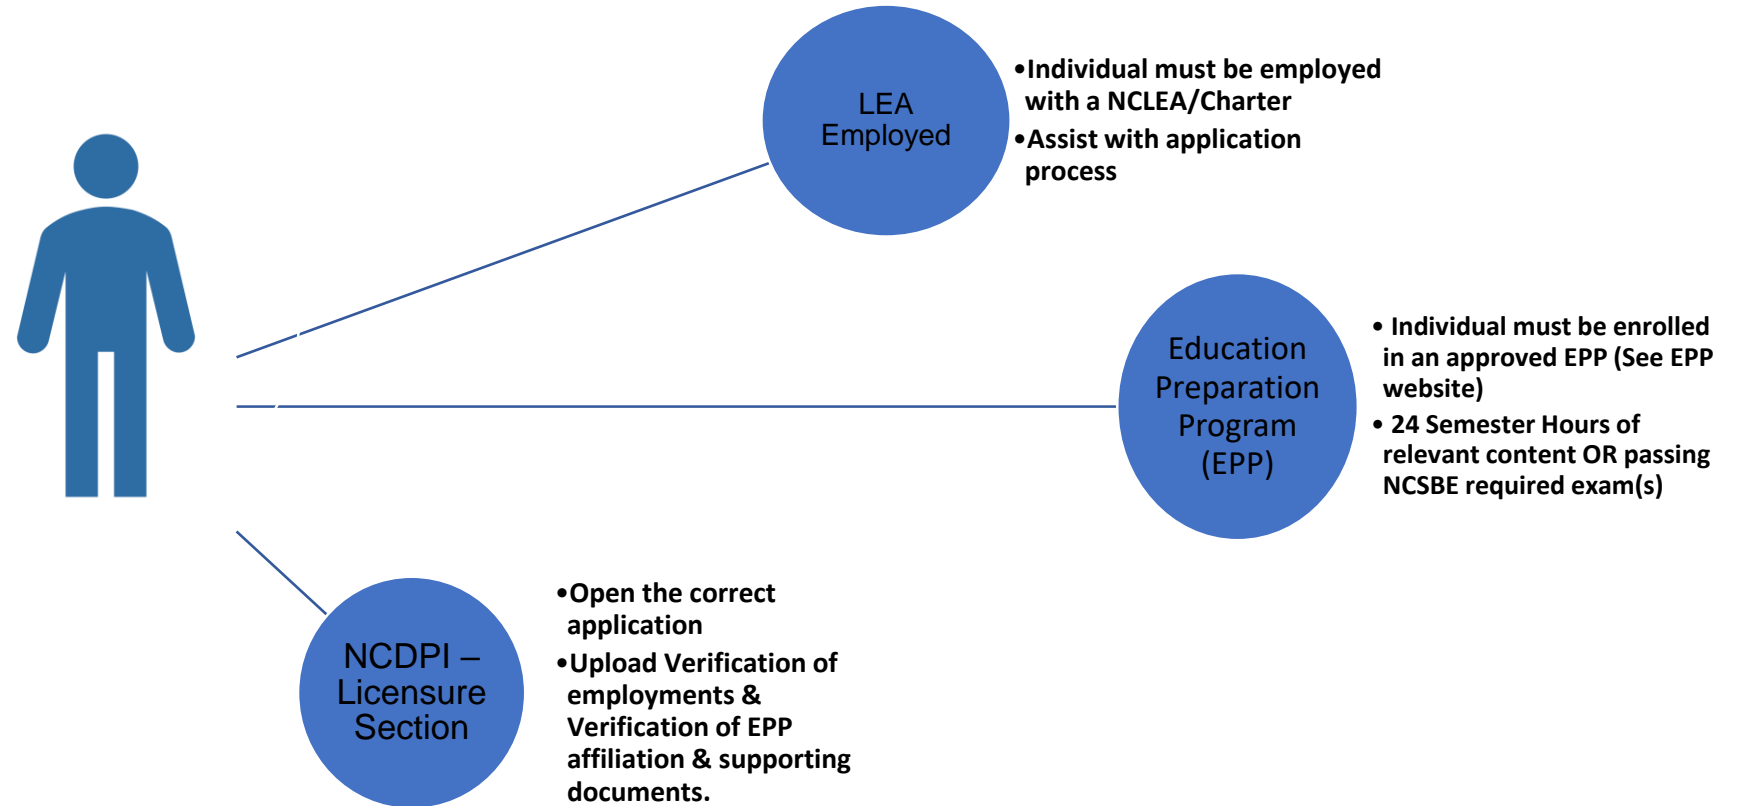 LEA
Employed
•Individual must be employed
with a NCLEA/Charter
•Assist with application
process
Education
Preparation
Program
(EPP)
• Individual must be enrolled
in an approved EPP (See EPP
website)
• 24 Semester Hours of
relevant content OR passing
NCSBE required exam(s)
NCDPI –
Licensure
Section
•Open the correct
application
•Upload Verification of
employments &
Verification of EPP
affiliation & supporting
documents.